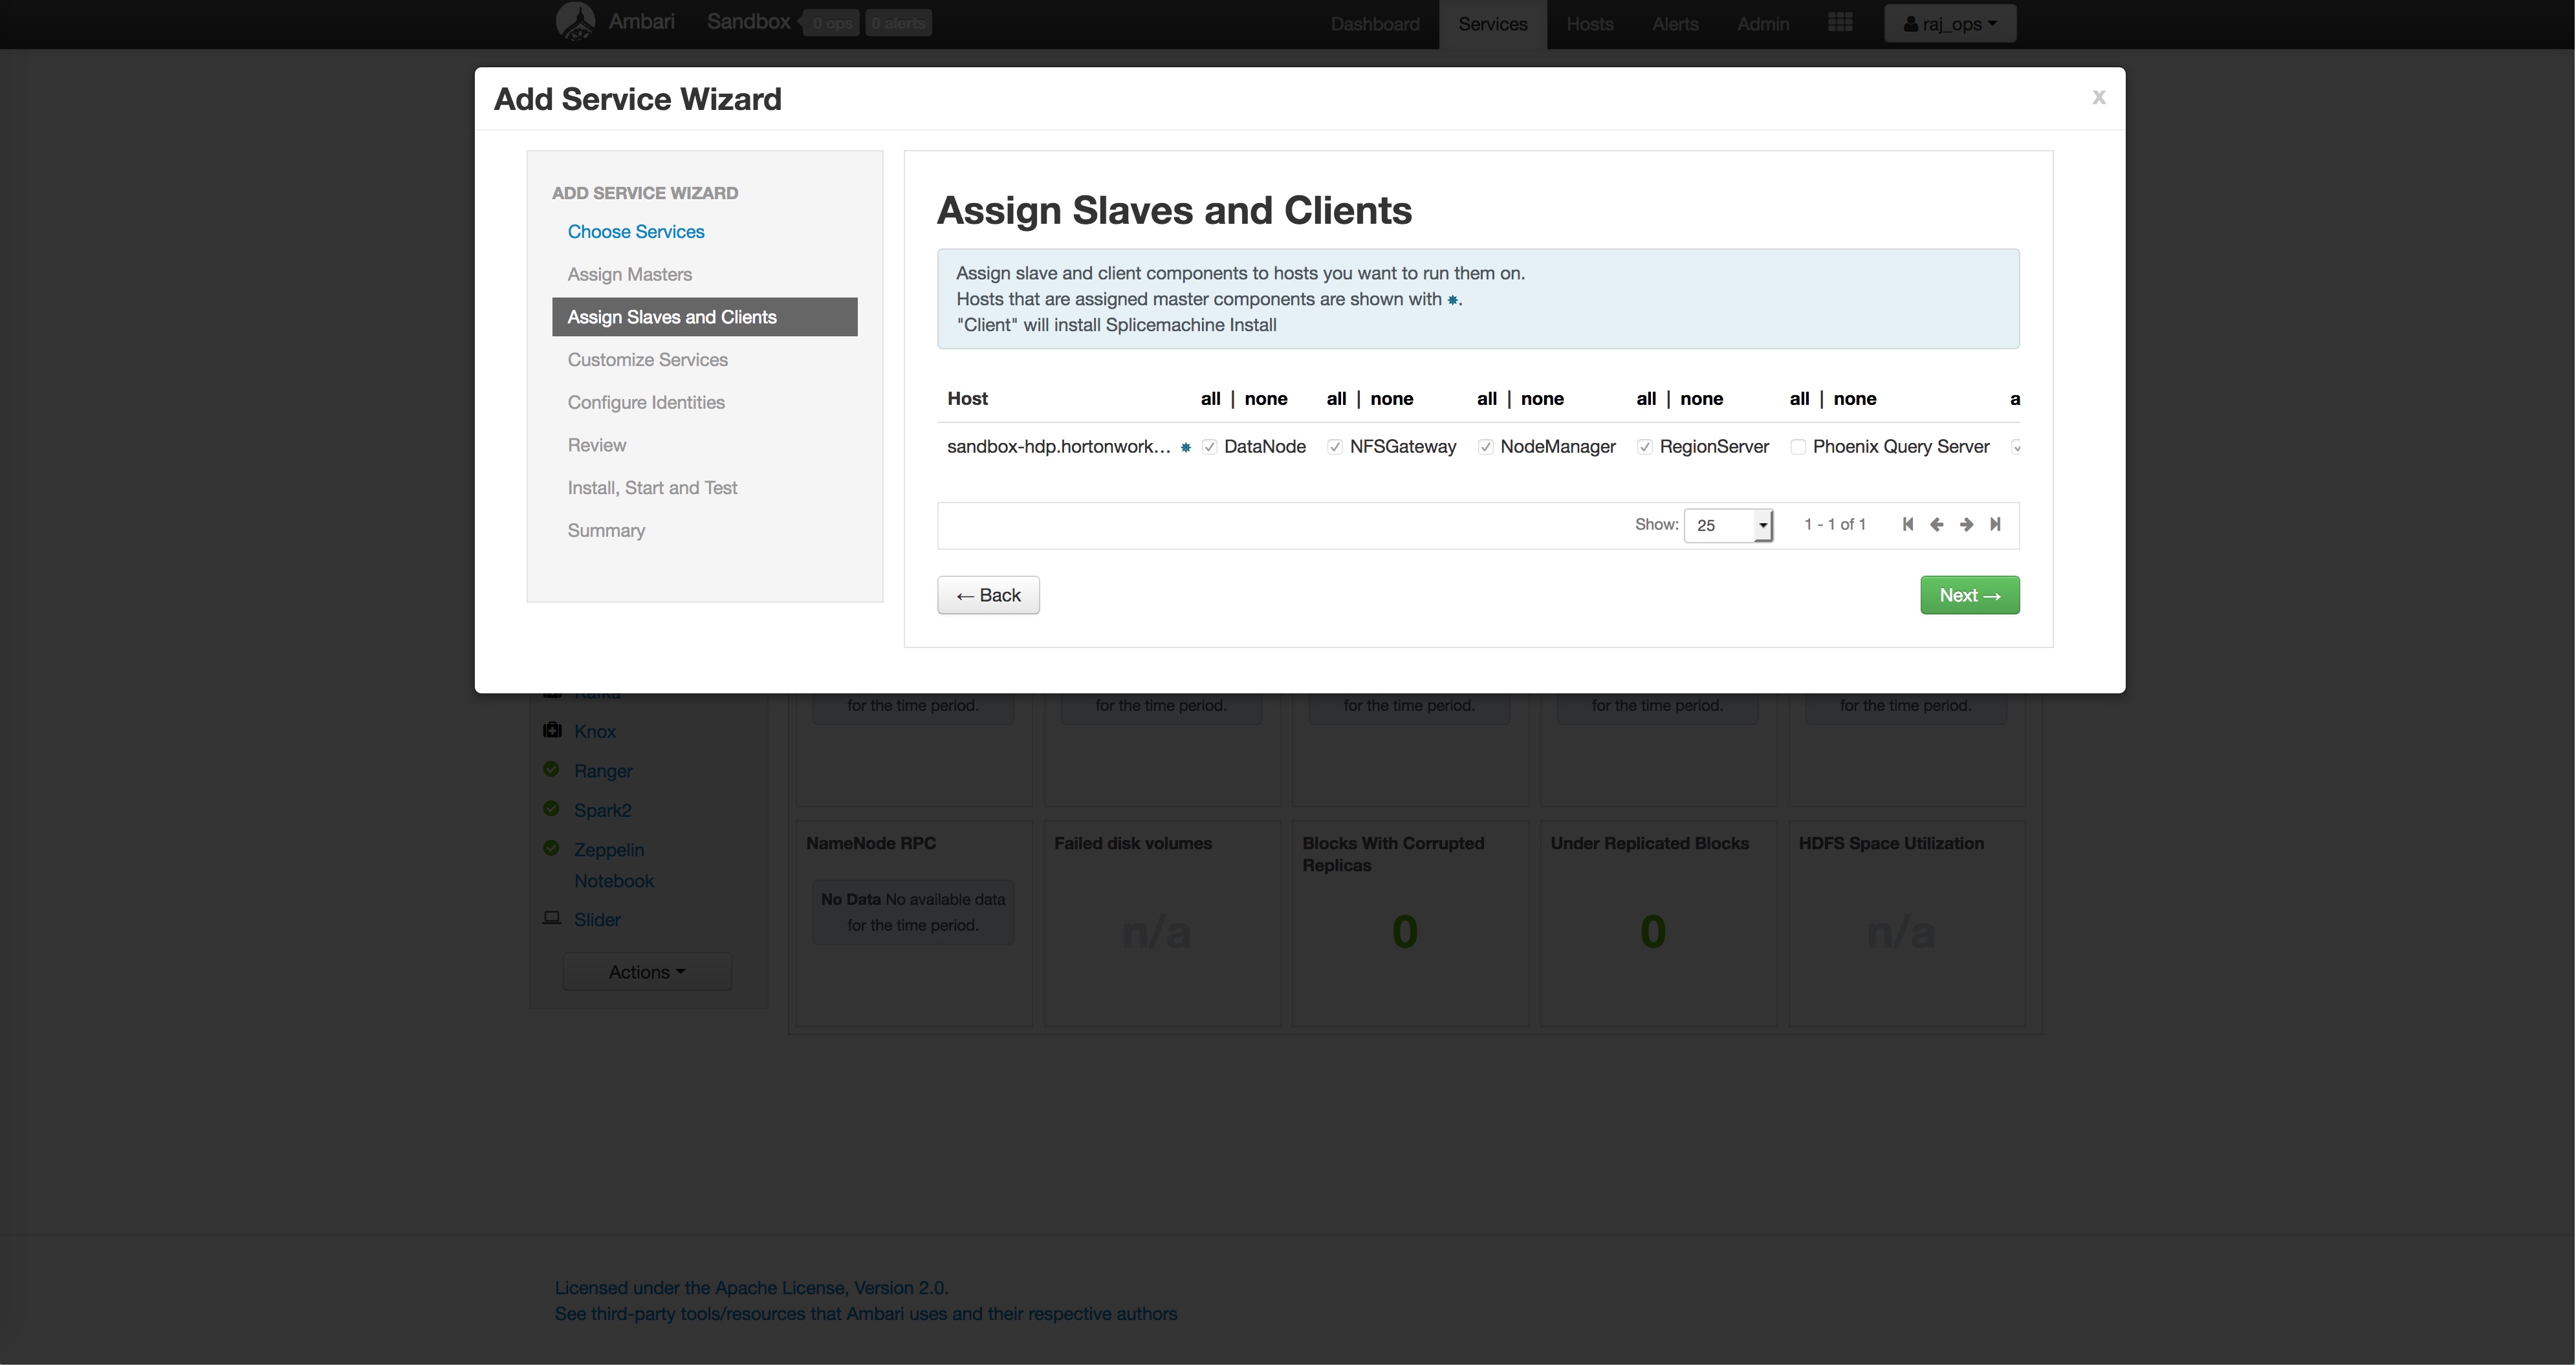 Ambari Sandbox 0 ops 0 alerts Dashboard Services Hosts Alerts Admin raj_ops
Add Service Wizard x
ADD SERVICE WIZARD
Choose Services
Assign Masters
Assign Slaves and Clients
Customize Services
Configure Identities
Review
Install, Start and Test
Summary
Assign Slaves and Clients
Assign slave and client components to hosts you want to run them on.
Hosts that are assigned master components are shown with ✵.
"Client" will install Splicemachine Install
Host all | none all | none all | none all | none all | none a
sandbox-hdp.hortonwork... ✵ DataNode NFSGateway NodeManager RegionServer Phoenix Query Server
Show: 25 1 - 1 of 1
← Back Next →
Kafka
Knox
Ranger
Spark2
Zeppelin
Notebook
Slider
Actions
for the time period. for the time period. for the time period. for the time period. for the time period.
NameNode RPC
No Data No available data
for the time period.
Failed disk volumes
n/a
Blocks With Corrupted
Replicas
0
Under Replicated Blocks
0
HDFS Space Utilization
n/a
Licensed under the Apache License, Version 2.0.
See third-party tools/resources that Ambari uses and their respective authors